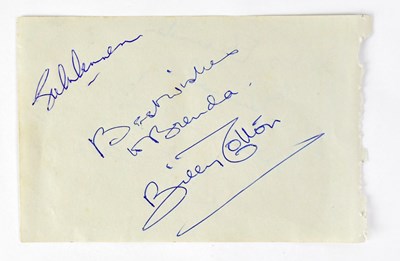 Best wishes
to Brenda.
Billy Cotton